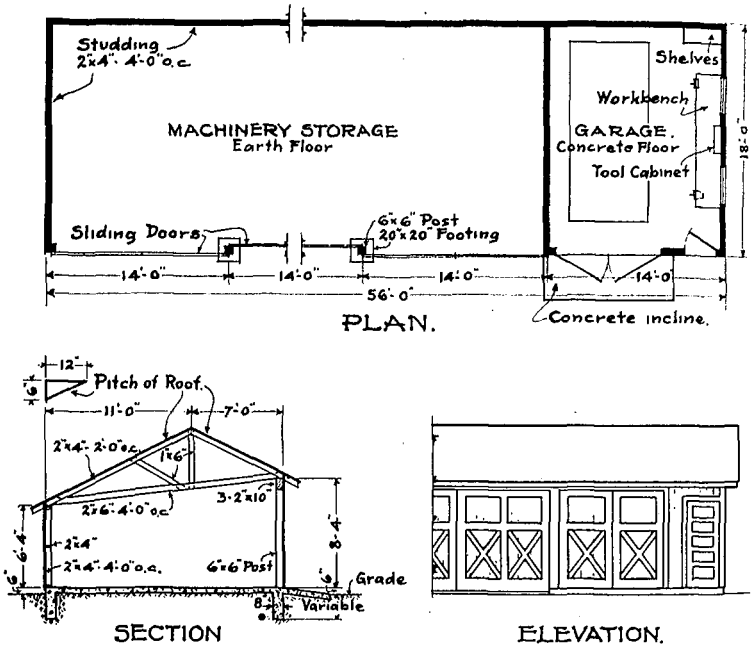 Studding
2"x4"- 4'-0" o.c.
Shelves
Workbench
MACHINERY STORAGE
Earth Floor
GARAGE.
Concrete Floor
Tool Cabinet
18'-0"
Sliding Doors
6"x6" Post
20"x20" Footing
14'-0"
14'-0"
14'-0"
14'-0"
56'-0"
PLAN.
Concrete incline.
12"
6"
Pitch of Roof.
11'-0"
7'-0"
2"x4"-2'-0"o.c.
1"x6"
2"x6"-4'-0"o.c.
3-2"x10"
6'-4"
8'-4"
2"x4"
2"x4"-4'-0"o.c.
6"x6" Post
6"
6"
Grade
8
Variable
SECTION
ELEVATION.